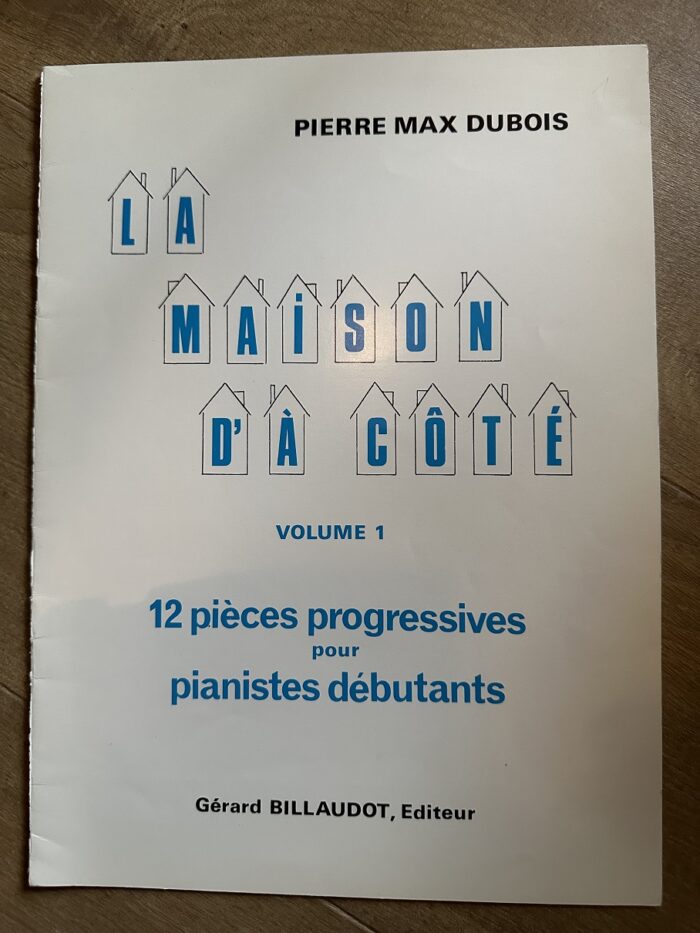 PIERRE MAX DUBOIS
LA
MAiSON
D'À CÔTÉ
VOLUME 1
12 pièces progressives
pour
pianistes débutants
Gérard BILLAUDOT, Editeur